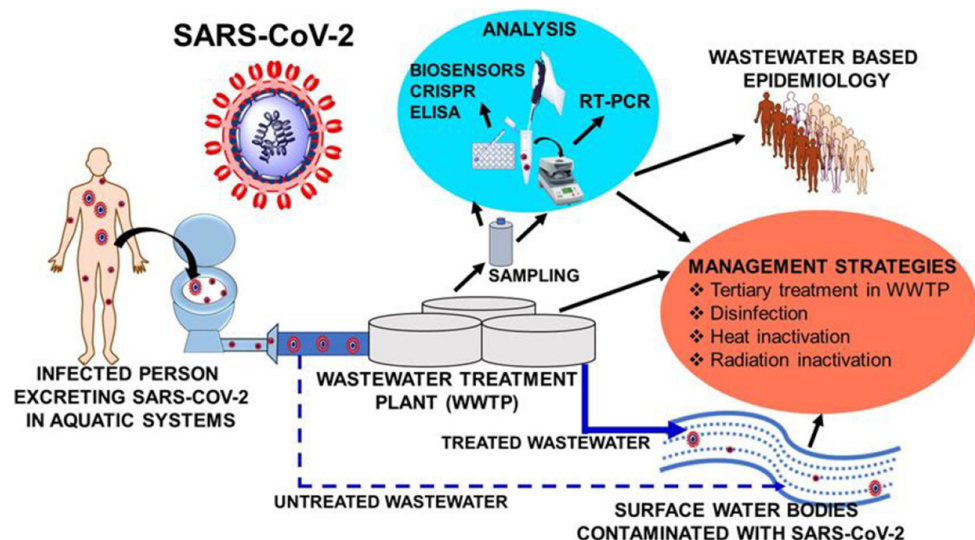 SARS-CoV-2
ANALYSIS
BIOSENSORS
CRISPR
ELISA
RT-PCR
WASTEWATER BASED
EPIDEMIOLOGY
SAMPLING
MANAGEMENT STRATEGIES
❖ Tertiary treatment in WWTP
❖ Disinfection
❖ Heat inactivation
❖ Radiation inactivation
INFECTED PERSON
EXCRETING SARS-COV-2
IN AQUATIC SYSTEMS
WASTEWATER TREATMENT
PLANT (WWTP)
TREATED WASTEWATER
UNTREATED WASTEWATER
SURFACE WATER BODIES
CONTAMINATED WITH SARS-CoV-2